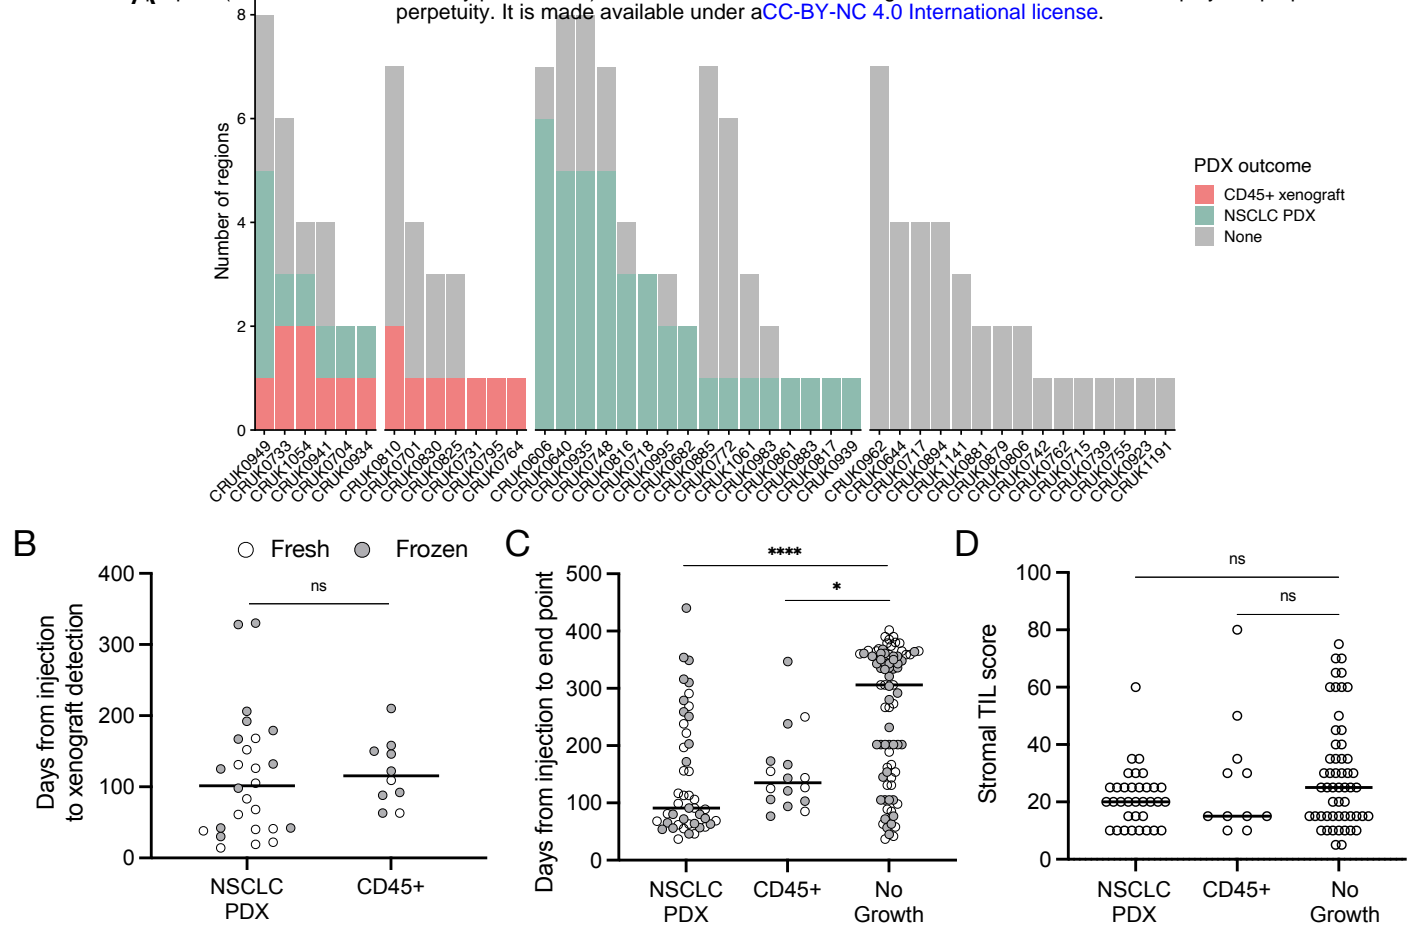 perpetuity. It is made available under aCC-BY-NC 4.0 International license.
8
6
4
2
0
Number of regions
PDX outcome
CD45+ xenograft
NSCLC PDX
None
CRUK0949
CRUK0733
CRUK1054
CRUK0941
CRUK0704
CRUK0934
CRUK0810
CRUK0701
CRUK0830
CRUK0825
CRUK0731
CRUK0795
CRUK0764
CRUK0606
CRUK0640
CRUK0935
CRUK0748
CRUK0816
CRUK0718
CRUK0995
CRUK0682
CRUK0885
CRUK0772
CRUK1061
CRUK0983
CRUK0861
CRUK0883
CRUK0817
CRUK0939
CRUK0962
CRUK0644
CRUK0717
CRUK0894
CRUK1141
CRUK0881
CRUK0879
CRUK0806
CRUK0742
CRUK0762
CRUK0715
CRUK0739
CRUK0755
CRUK0923
CRUK1191
B
Fresh
Frozen
Days from injection
to xenograft detection
400
300
200
100
0
ns
NSCLC
PDX
CD45+
C
Days from injection to end point
500
400
300
200
100
0
****
*
NSCLC
PDX
CD45+
No
Growth
D
Stromal TIL score
100
80
60
40
20
0
ns
ns
NSCLC
PDX
CD45+
No
Growth